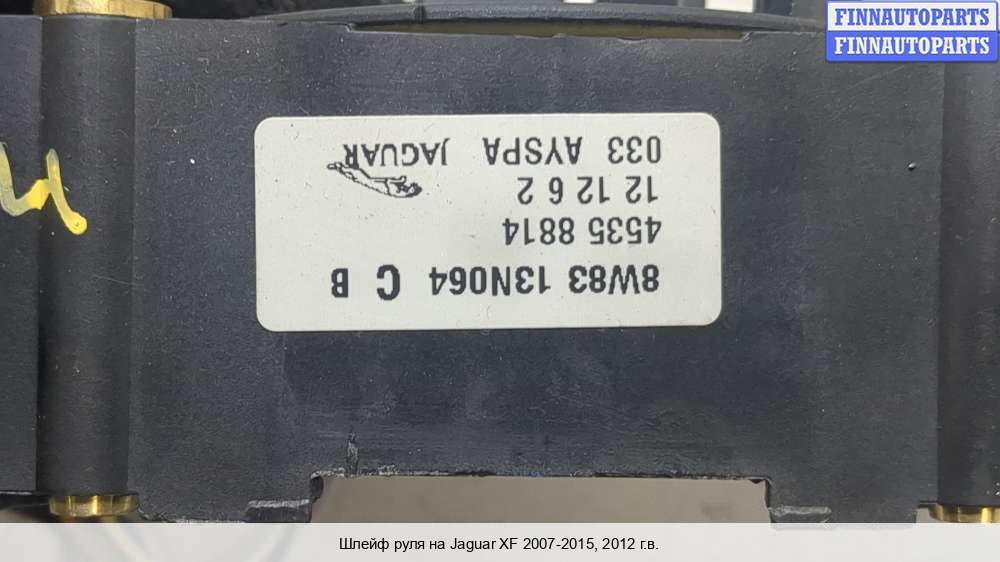 FINNAUTOPARTS
FINNAUTOPARTS
8W83 13N064 C B
4535 8814
12 12 6 2
033 AYSPA JAGUAR
Шлейф руля на Jaguar XF 2007-2015, 2012 г.в.